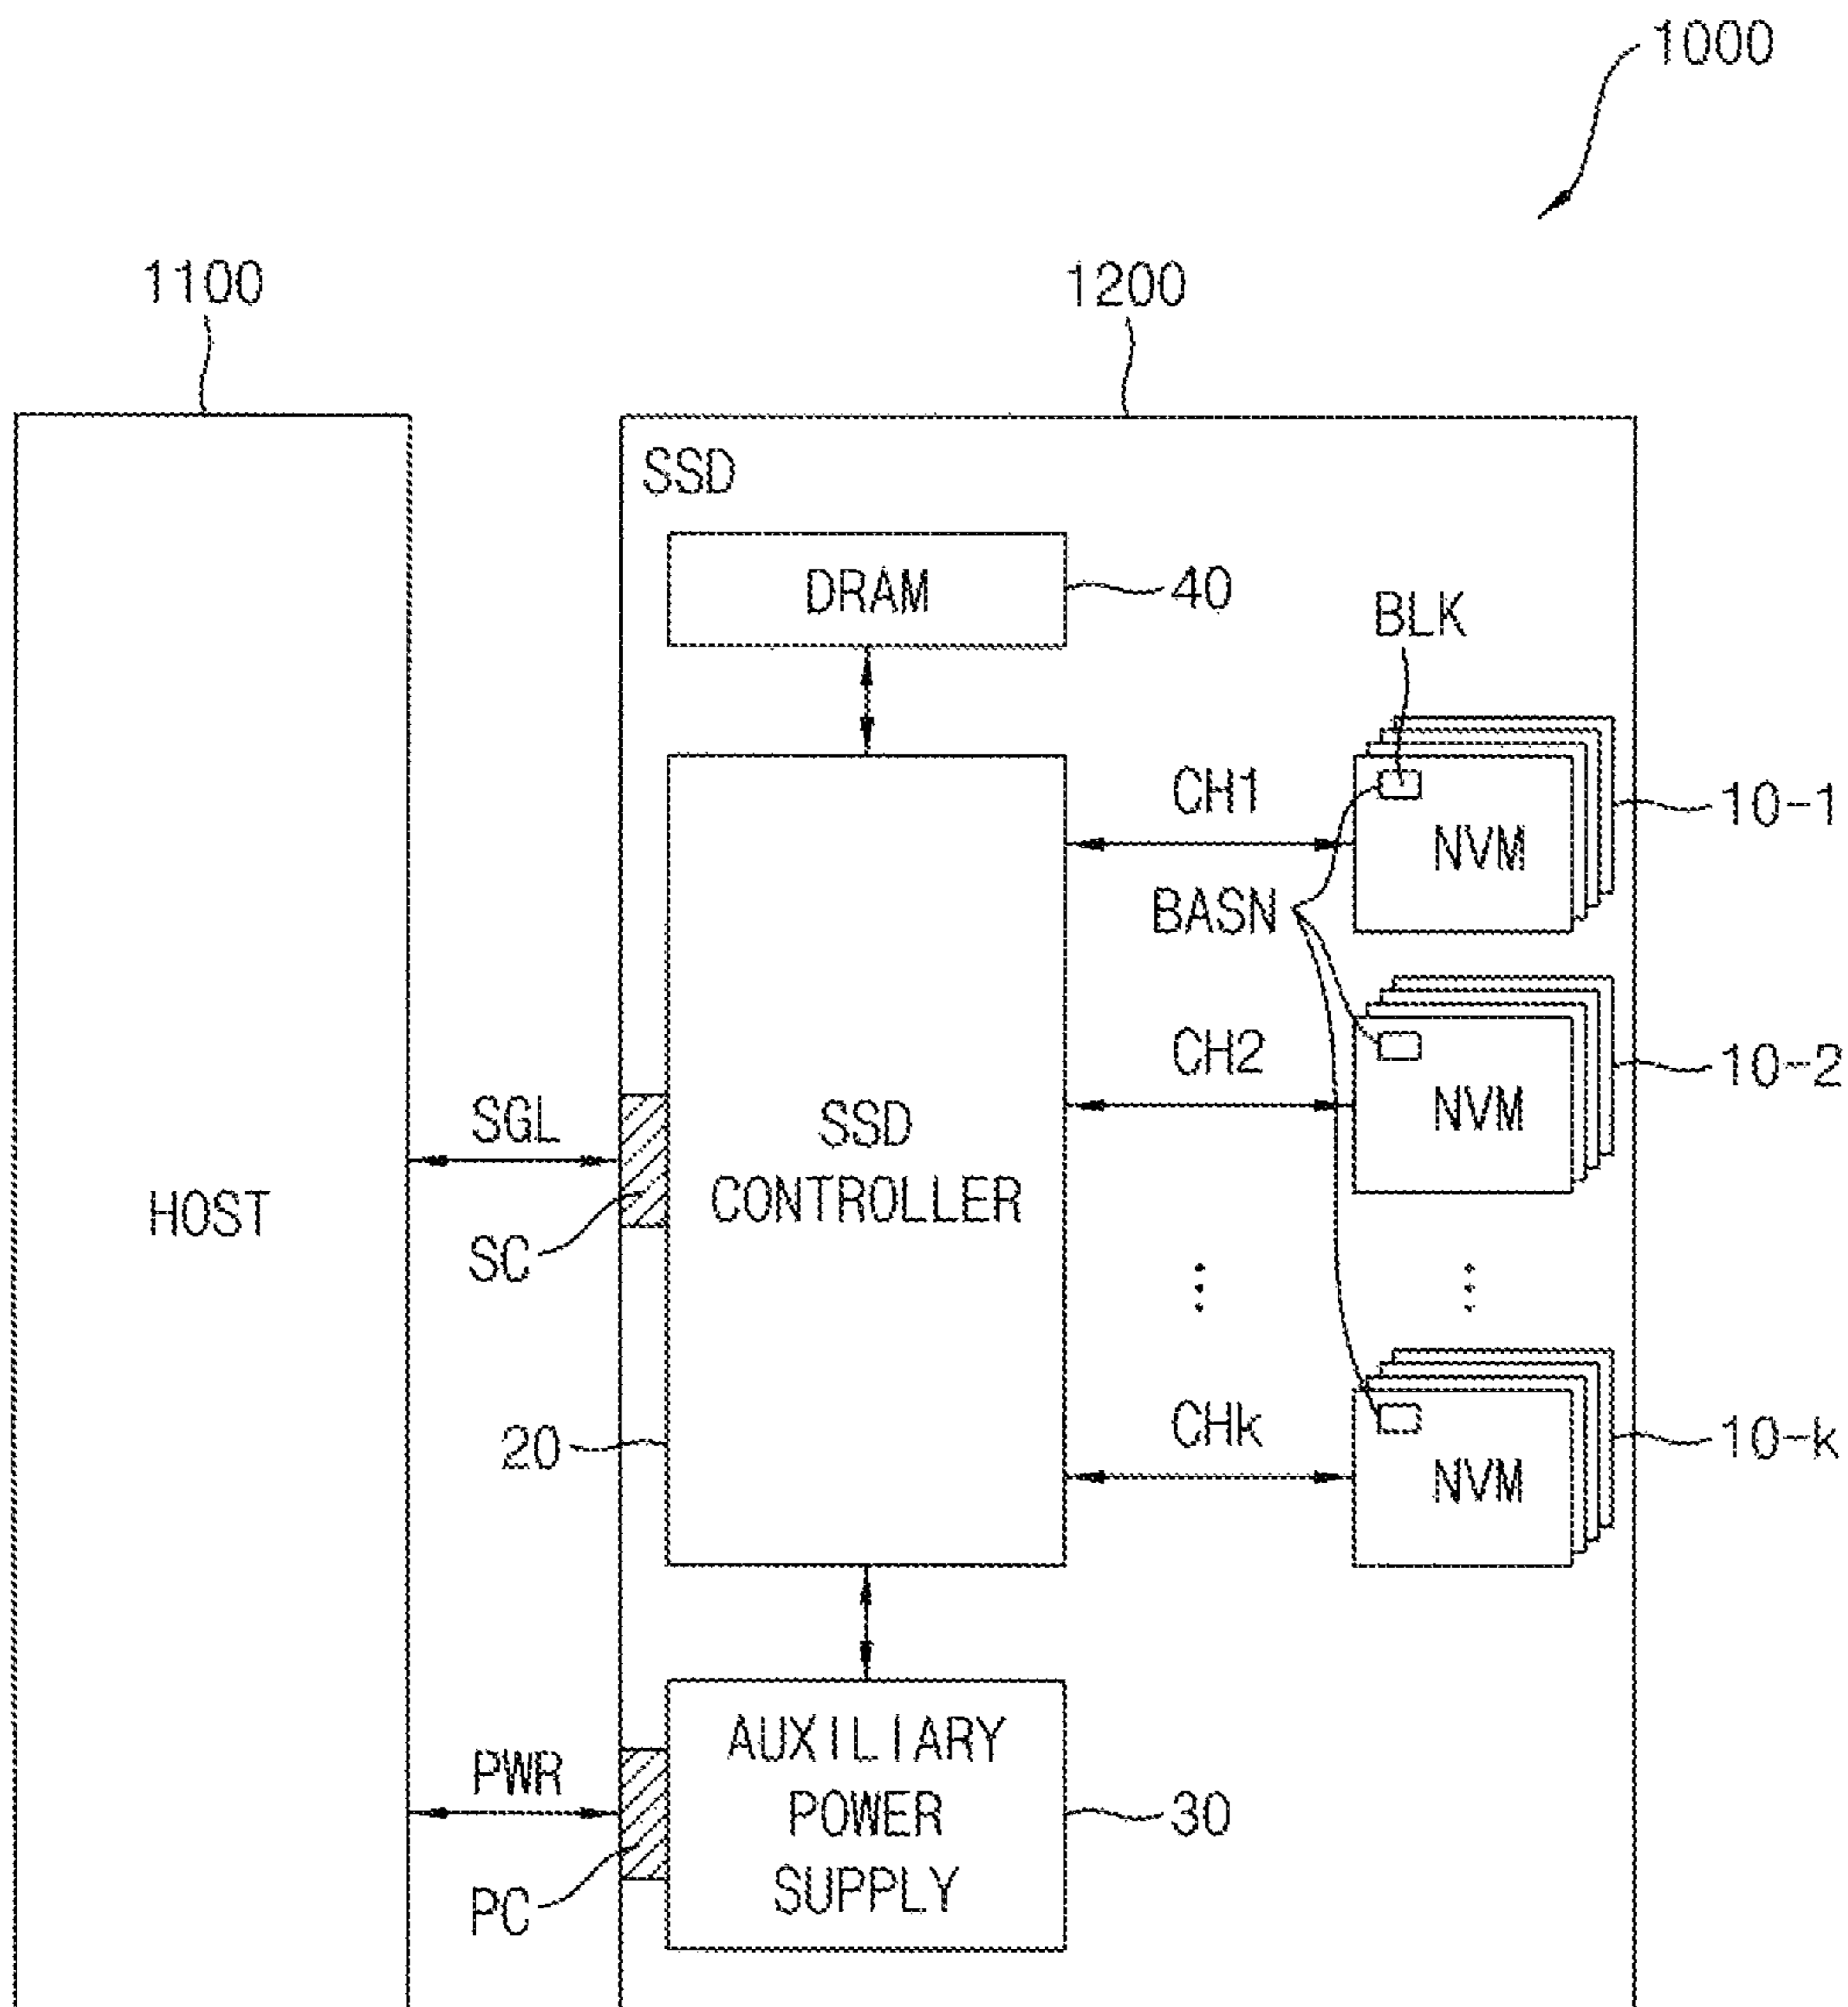 1000
1100
1200
SSD
DRAM
40
BLK
CH1
NVM
10-1
BASN
CH2
NVM
10-2
SGL
SSD
CONTROLLER
HOST
SC
CHk
NVM
10-k
20
PWR
AUXILIARY
POWER
SUPPLY
30
PC